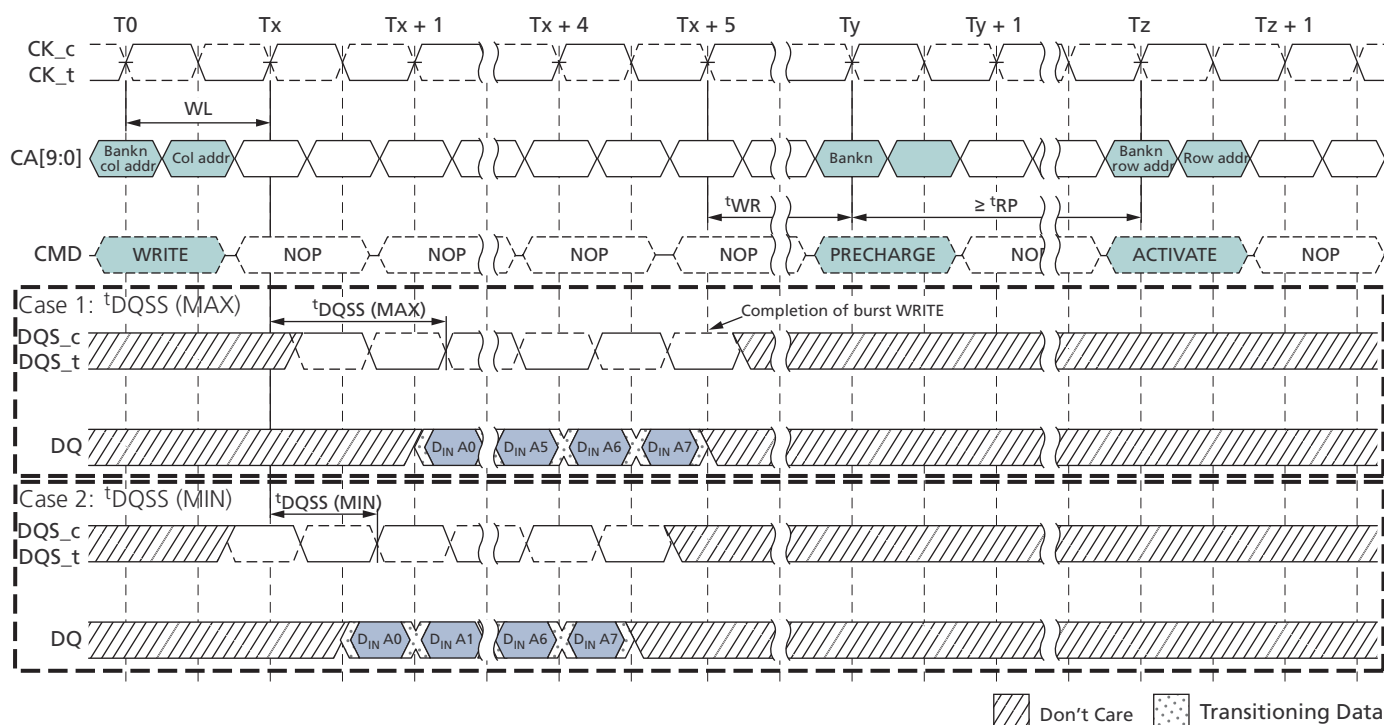 T0 Tx Tx + 1 Tx + 4 Tx + 5 Ty Ty + 1 Tz Tz + 1
CK_c
CK_t
WL
CA[9:0] Bankn col addr Col addr Bankn Bankn row addr Row addr
tWR ≥ tRP
CMD WRITE NOP NOP NOP NOP PRECHARGE NOP ACTIVATE NOP
Case 1: tDQSS (MAX)
tDQSS (MAX)
Completion of burst WRITE
DQS_c
DQS_t
DQ DIN A0 DIN A5 DIN A6 DIN A7
Case 2: tDQSS (MIN)
tDQSS (MIN)
DQS_c
DQS_t
DQ DIN A0 DIN A1 DIN A6 DIN A7
Don't Care Transitioning Data